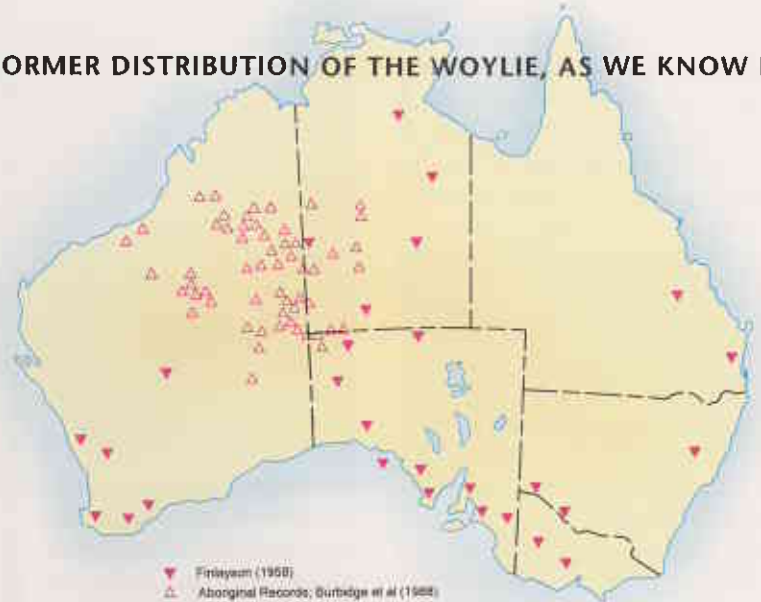 ORMER DISTRIBUTION OF THE WOYLIE, AS WE KNOW
Finlayson (1958)
Aboriginal Records; Burbidge et al (1988)